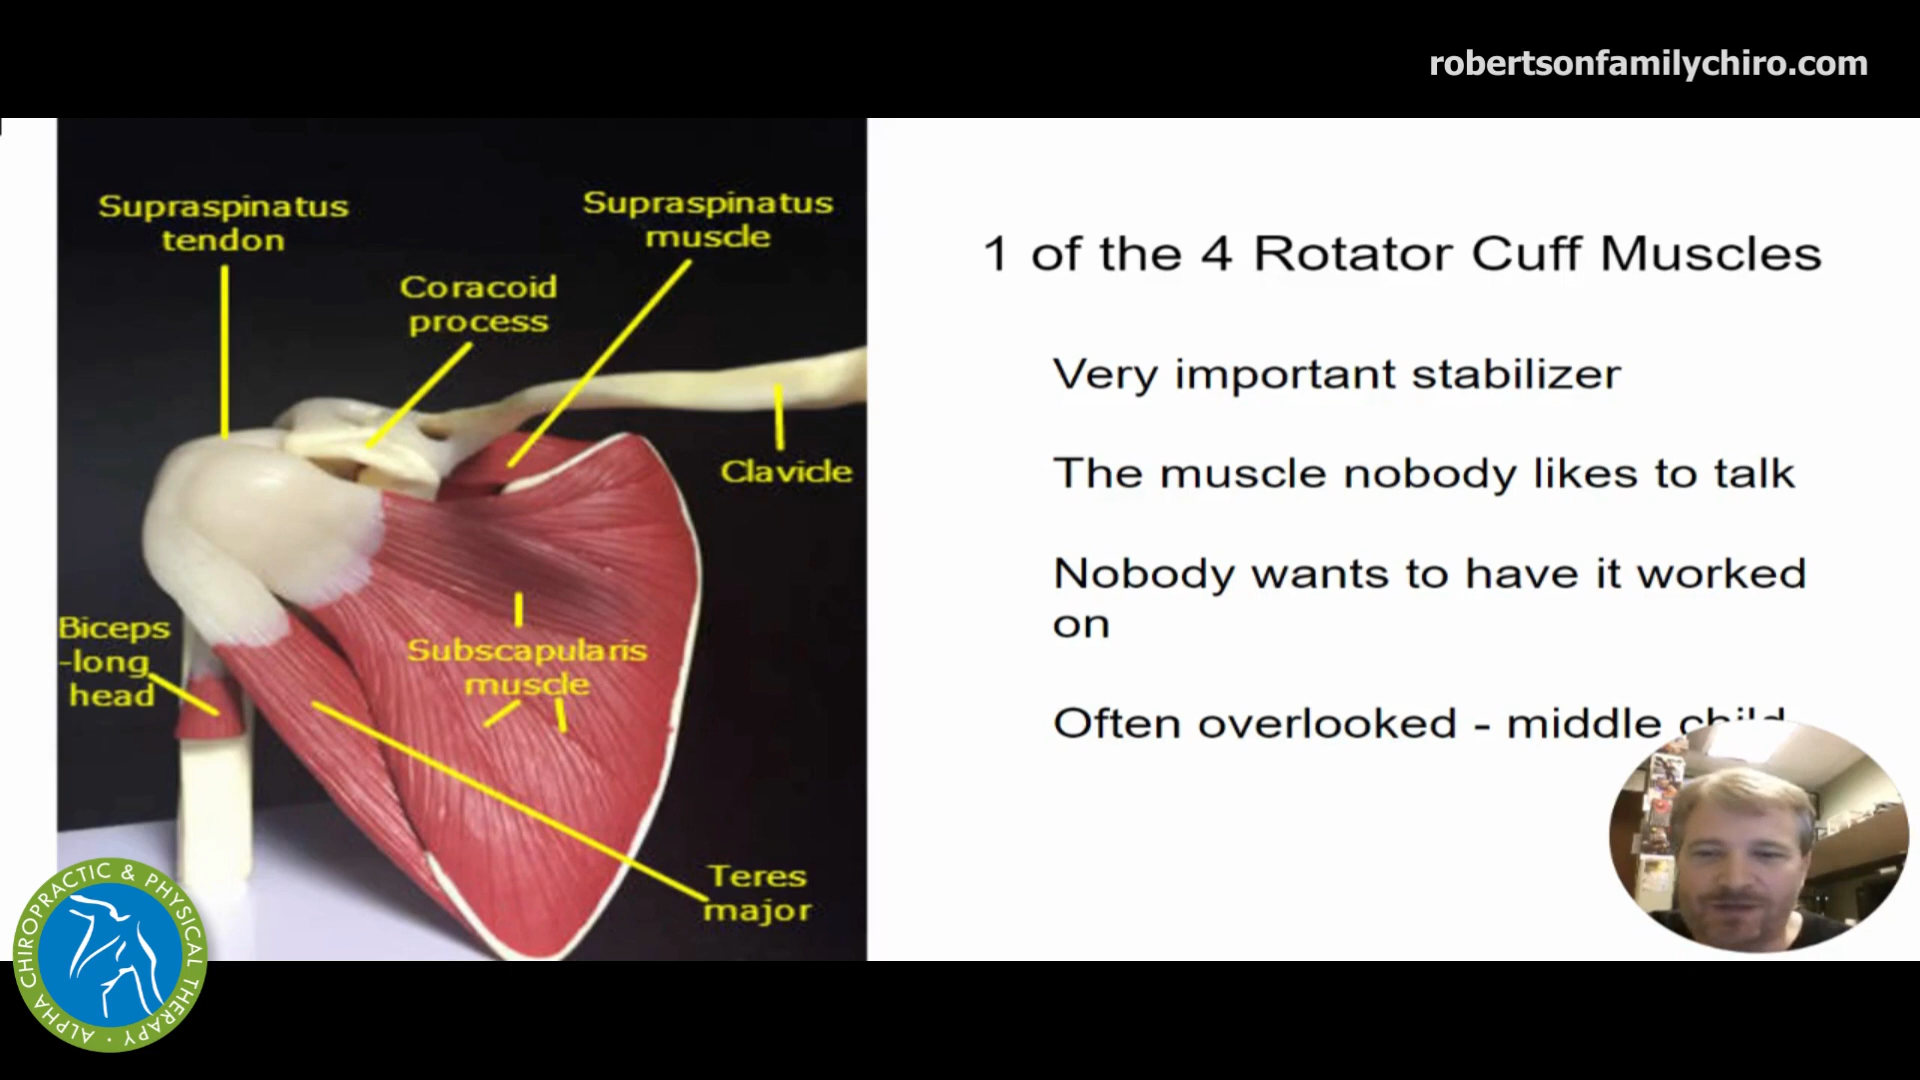 robertsonfamilychiro.com
Supraspinatus
tendon
Supraspinatus
muscle
Coracoid
process
Clavicle
Biceps
-long
head
Subscapularis
muscle
Teres
major
1 of the 4 Rotator Cuff Muscles
Very important stabilizer
The muscle nobody likes to talk
Nobody wants to have it worked
on
Often overlooked - middle child
ALPHA CHIROPRACTIC & PHYSICAL THERAPY •